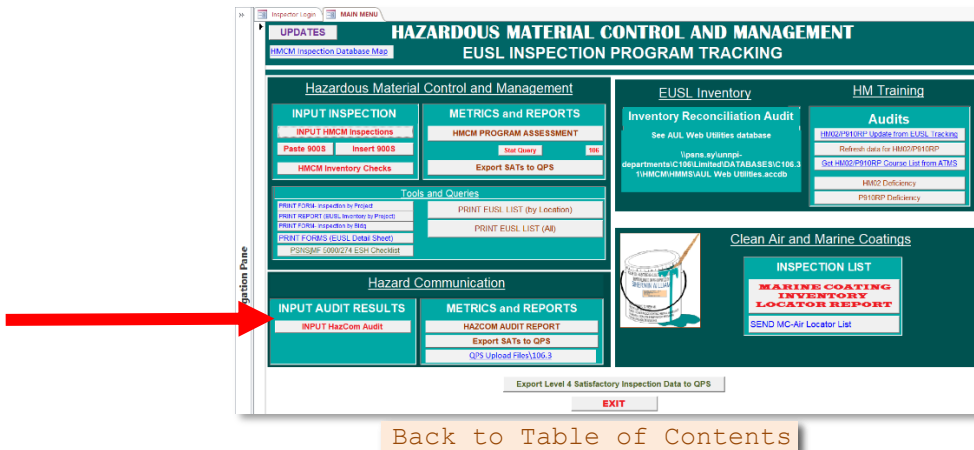 Inspector Login
MAIN MENU
UPDATES
HAZARDOUS MATERIAL CONTROL AND MANAGEMENT
HMCM Inspection Database Map
EUSL INSPECTION PROGRAM TRACKING
Hazardous Material Control and Management
INPUT INSPECTION
INPUT HMCM Inspections
Paste 900S
Insert 900S
HMCM Inventory Checks
METRICS and REPORTS
HMCM PROGRAM ASSESSMENT
Stat Query
106
Export SATs to QPS
Tools and Queries
PRINT FORM- Inspection by Project
PRINT REPORT (EUSL Inventory by Project)
PRINT FORM- Inspection by Bldg
PRINT FORMS (EUSL Detail Sheet)
PSNS|MF 5090/274 ESH Checklist
PRINT EUSL LIST (by Location)
PRINT EUSL LIST (All)
Hazard Communication
INPUT AUDIT RESULTS
INPUT HazCom Audit
METRICS and REPORTS
HAZCOM AUDIT REPORT
Export SATs to QPS
QPS Upload Files\106.3
EUSL Inventory
Inventory Reconciliation Audit
See AUL Web Utilities database
\\psns.sy\unnpi-
departments\C106\Limited\DATABASES\C106.3
1\HMCM\HMMS\AUL Web Utilities.accdb
HM Training
Audits
HM02/P910RP Update from EUSL Tracking
Refresh data for HM02/P910RP
Get HM02/P910RP Course List from ATMS
HM02 Deficiency
P910RP Deficiency
Clean Air and Marine Coatings
INSPECTION LIST
MARINE COATING
INVENTORY
LOCATOR REPORT
SEND MC-Air Locator List
Export Level 4 Satisfactory Inspection Data to QPS
EXIT
igation Pane
Back to Table of Contents